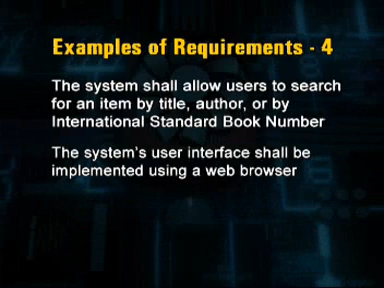 Examples of Requirements - 4
The system shall allow users to search
for an item by title, author, or by
International Standard Book Number
The system's user interface shall be
implemented using a web browser